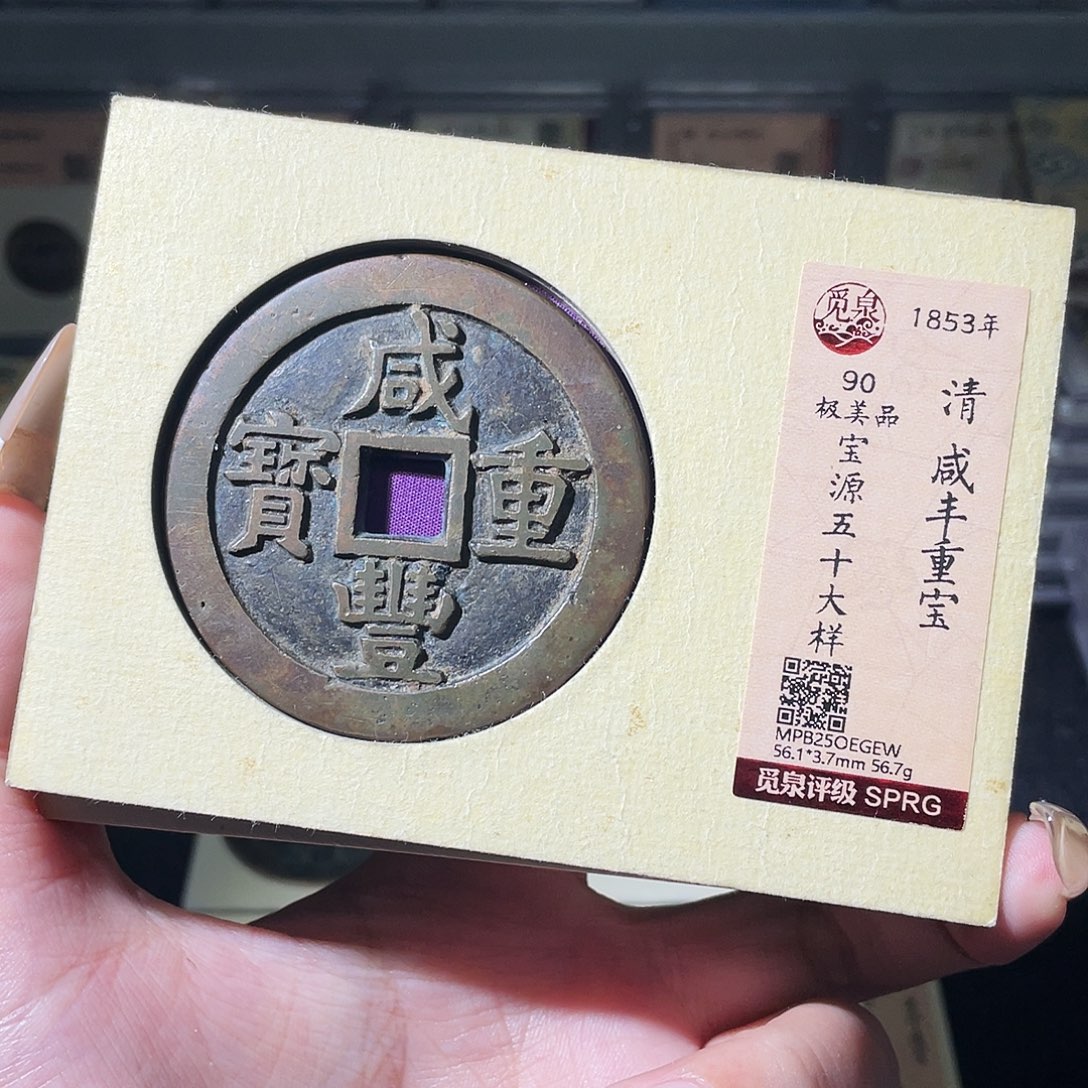 咸豐重寳
觅泉
1853年
清 咸丰重宝
90
极美品
宝源五十大样
MPB25OEGEW
56.1*3.7mm 56.7g
觅泉评级 SPRG